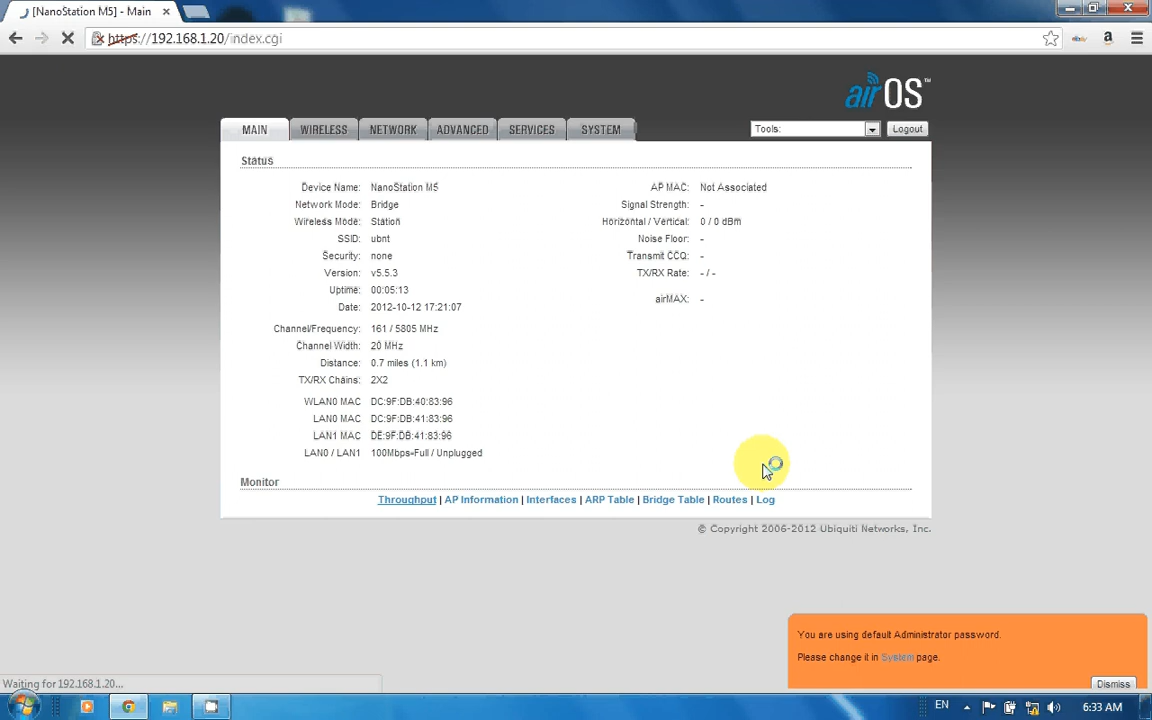 [NanoStation M5] - Main
https://192.168.1.20/index.cgi
airOS™
MAIN WIRELESS NETWORK ADVANCED SERVICES SYSTEM Tools: Logout
Status
Device Name: NanoStation M5
Network Mode: Bridge
Wireless Mode: Station
SSID: ubnt
Security: none
Version: v5.5.3
Uptime: 00:05:13
Date: 2012-10-12 17:21:07
Channel/Frequency: 161 / 5805 MHz
Channel Width: 20 MHz
Distance: 0.7 miles (1.1 km)
TX/RX Chains: 2X2
WLAN0 MAC DC:9F:DB:40:83:96
LAN0 MAC DC:9F:DB:41:83:96
LAN1 MAC DE:9F:DB:41:83:96
LAN0 / LAN1 100Mbps-Full / Unplugged
AP MAC: Not Associated
Signal Strength: -
Horizontal / Vertical: 0 / 0 dBm
Noise Floor: -
Transmit CCQ: -
TX/RX Rate: - / -
airMAX: -
Monitor
Throughput | AP Information | Interfaces | ARP Table | Bridge Table | Routes | Log
© Copyright 2006-2012 Ubiquiti Networks, Inc.
You are using default Administrator password.
Please change it in System page.
Dismiss
Waiting for 192.168.1.20...
EN 6:33 AM